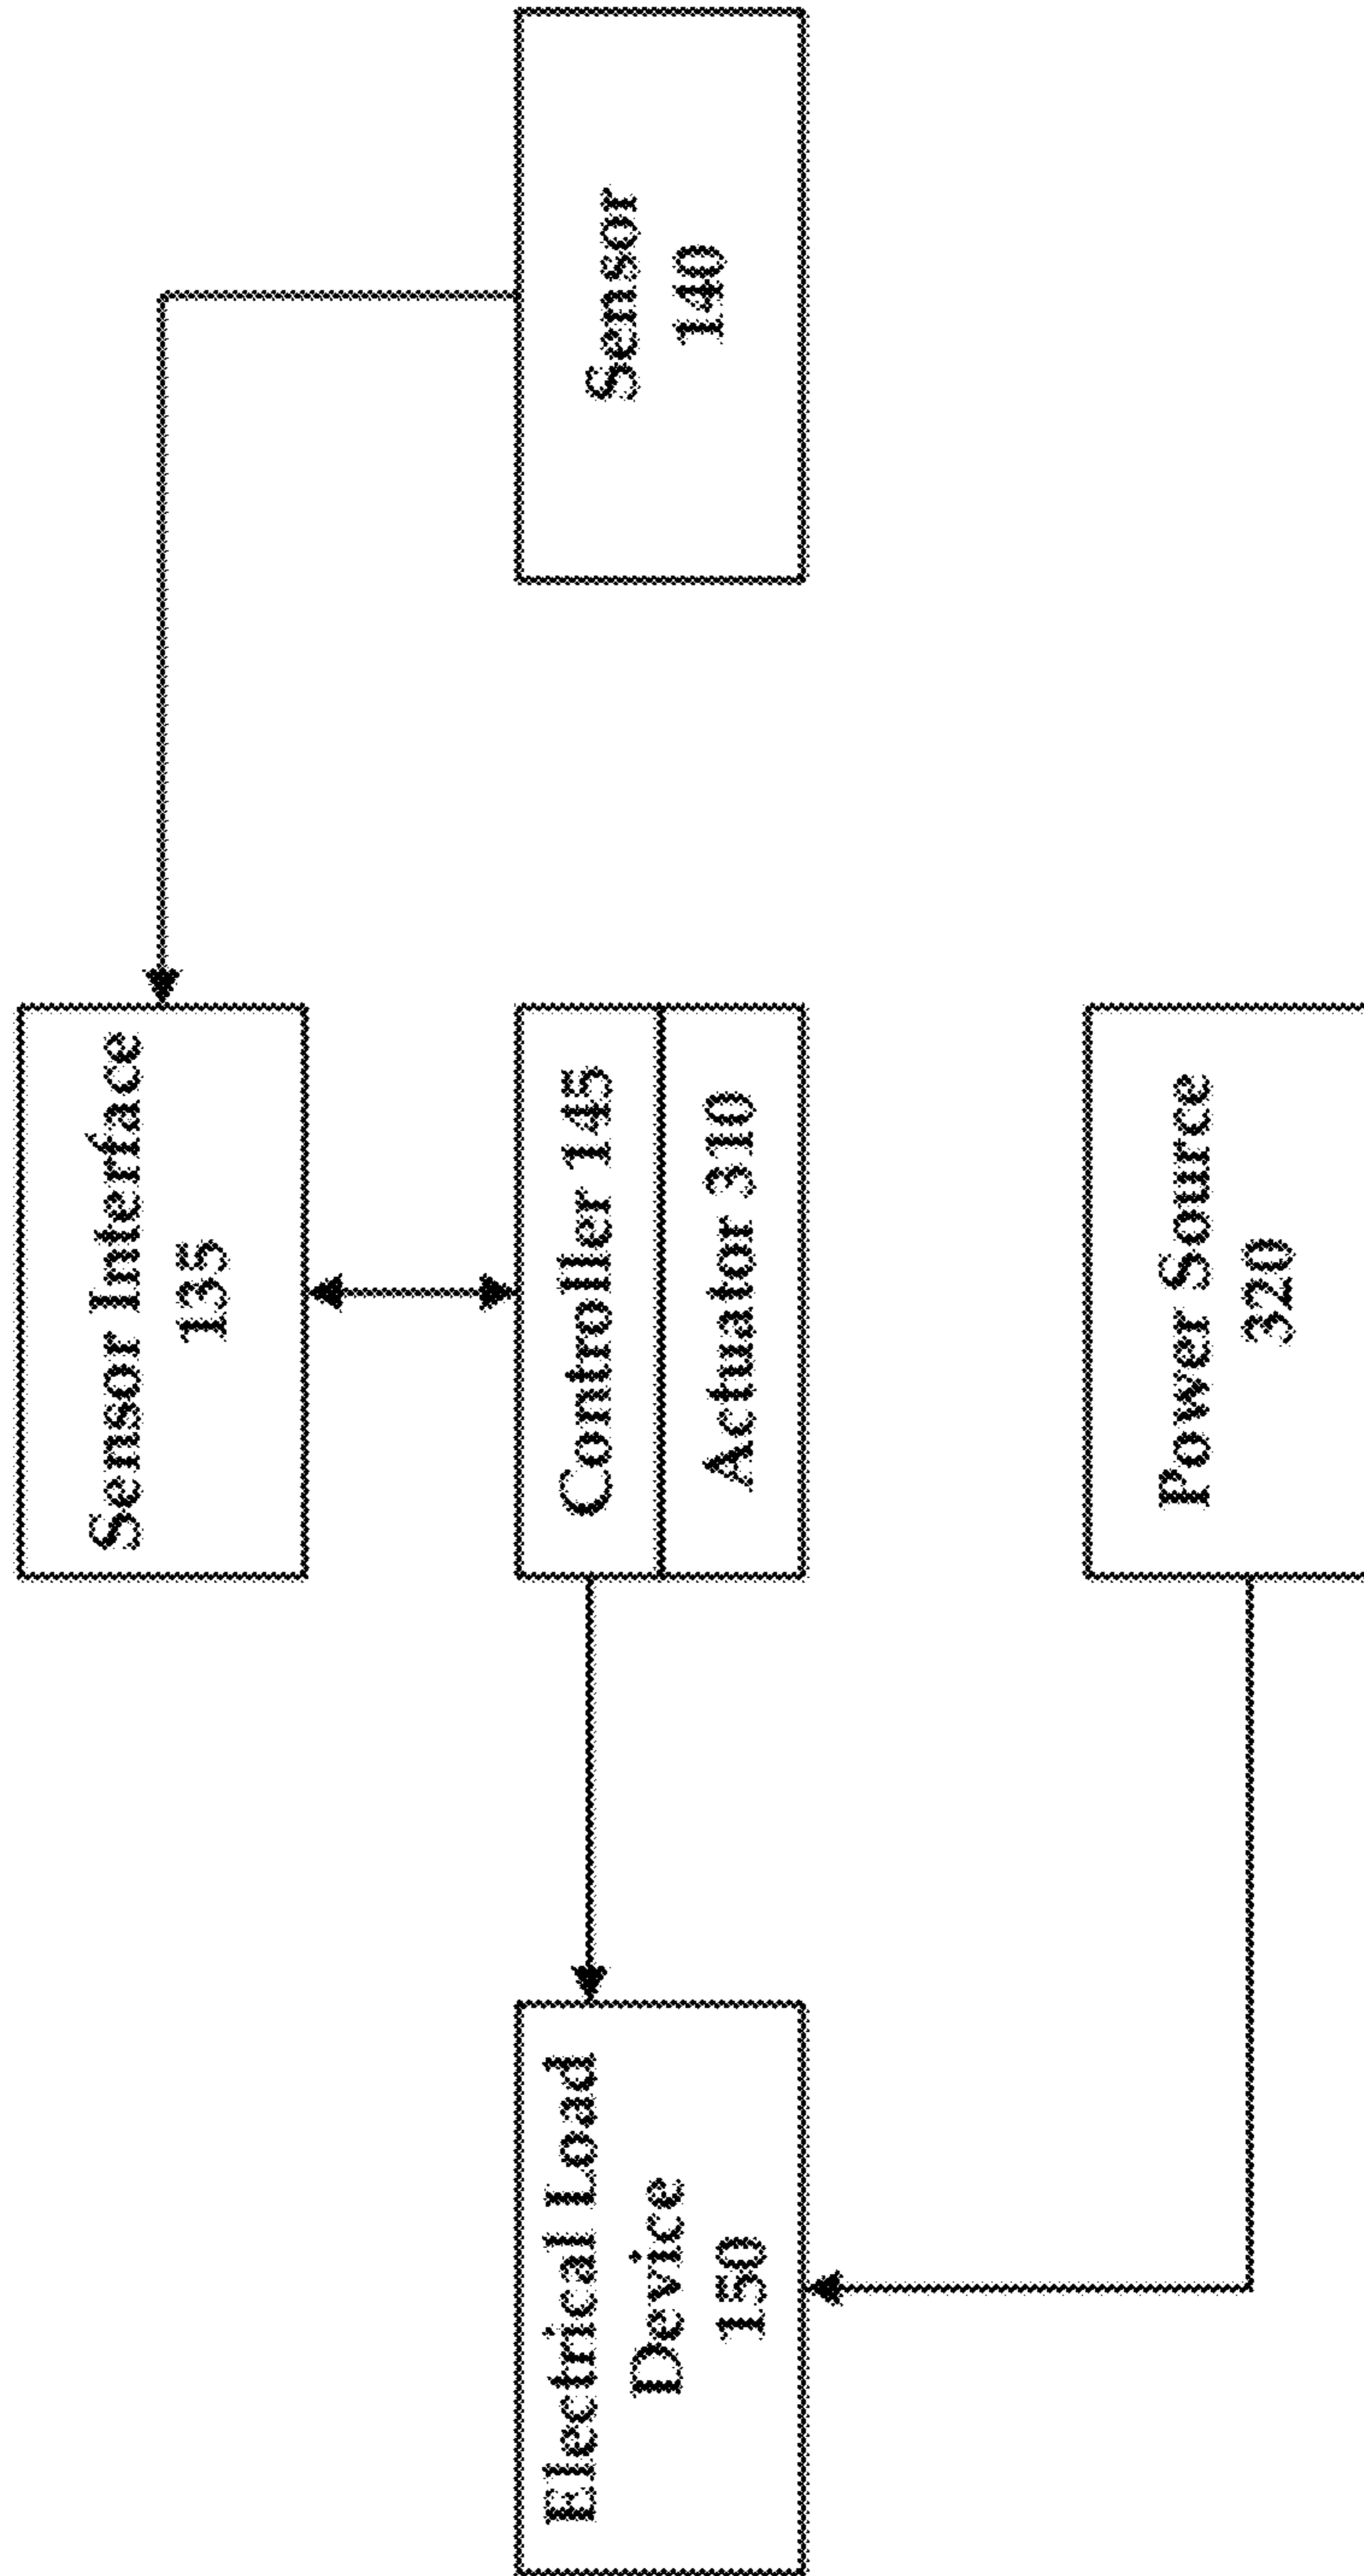 Sensor Interface
135
Electrical Load
Device
150
Controller 145
Actuator 310
Sensor
140
Power Source
320